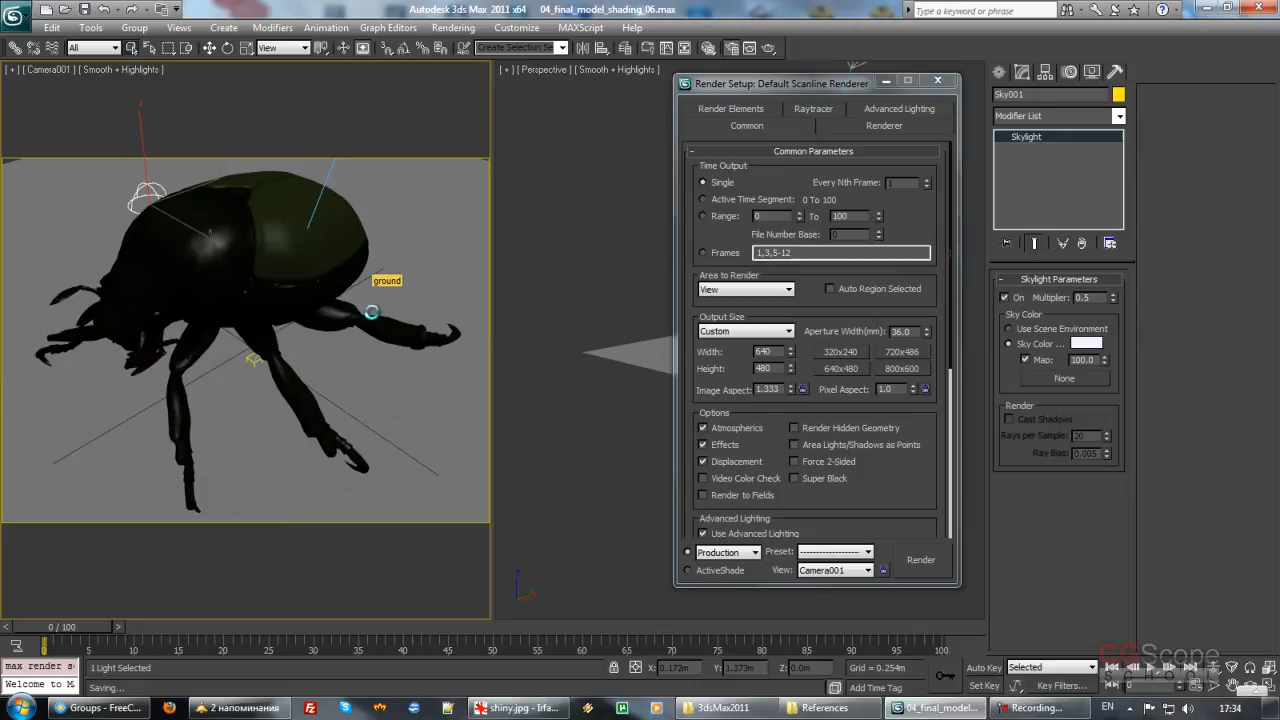 Autodesk 3ds Max 2011 x64 04_final_model_shading_06.max
Type a keyword or phrase
Edit Tools Group Views Create Modifiers Animation Graph Editors Rendering Customize MAXScript Help
All View Create Selection Se
[ + ] [ Camera001 ] [ Smooth + Highlights ]
[ + ] [ Perspective ] [ Smooth + Highlights ]
ground
Render Setup: Default Scanline Renderer
Render Elements Raytracer Advanced Lighting
Common Renderer
Common Parameters
Time Output
Single Every Nth Frame: 1
Active Time Segment: 0 To 100
Range: 0 To 100
File Number Base: 0
Frames 1,3,5-12
Area to Render
View Auto Region Selected
Output Size
Custom Aperture Width(mm): 36.0
Width: 640 320x240 720x486
Height: 480 640x480 800x600
Image Aspect: 1.333 Pixel Aspect: 1.0
Options
Atmospherics Render Hidden Geometry
Effects Area Lights/Shadows as Points
Displacement Force 2-Sided
Video Color Check Super Black
Render to Fields
Advanced Lighting
Use Advanced Lighting
Production Preset: -------------------
ActiveShade View: Camera001
Render
Sky001
Modifier List
Skylight
Skylight Parameters
On Multiplier: 0.5
Sky Color
Use Scene Environment
Sky Color ...
Map: 100.0
None
Render
Cast Shadows
Rays per Sample: 20
Ray Bias: 0.005
0 / 100
0 5 10 15 20 25 30 35 40 45 50 55 60 65 70 75 80 85 90 95 100
max render s
Welcome to M
1 Light Selected
Saving...
X: 0.172m Y: 1.373m Z: 0.0m Grid = 0.254m
Add Time Tag
Auto Key Selected
Set Key Key Filters...
0
CGScope
school
Groups - FreeC...
2 напоминания
shiny.jpg - Irfa...
3dsMax2011
References
04_final_model...
Recording...
EN
17:34